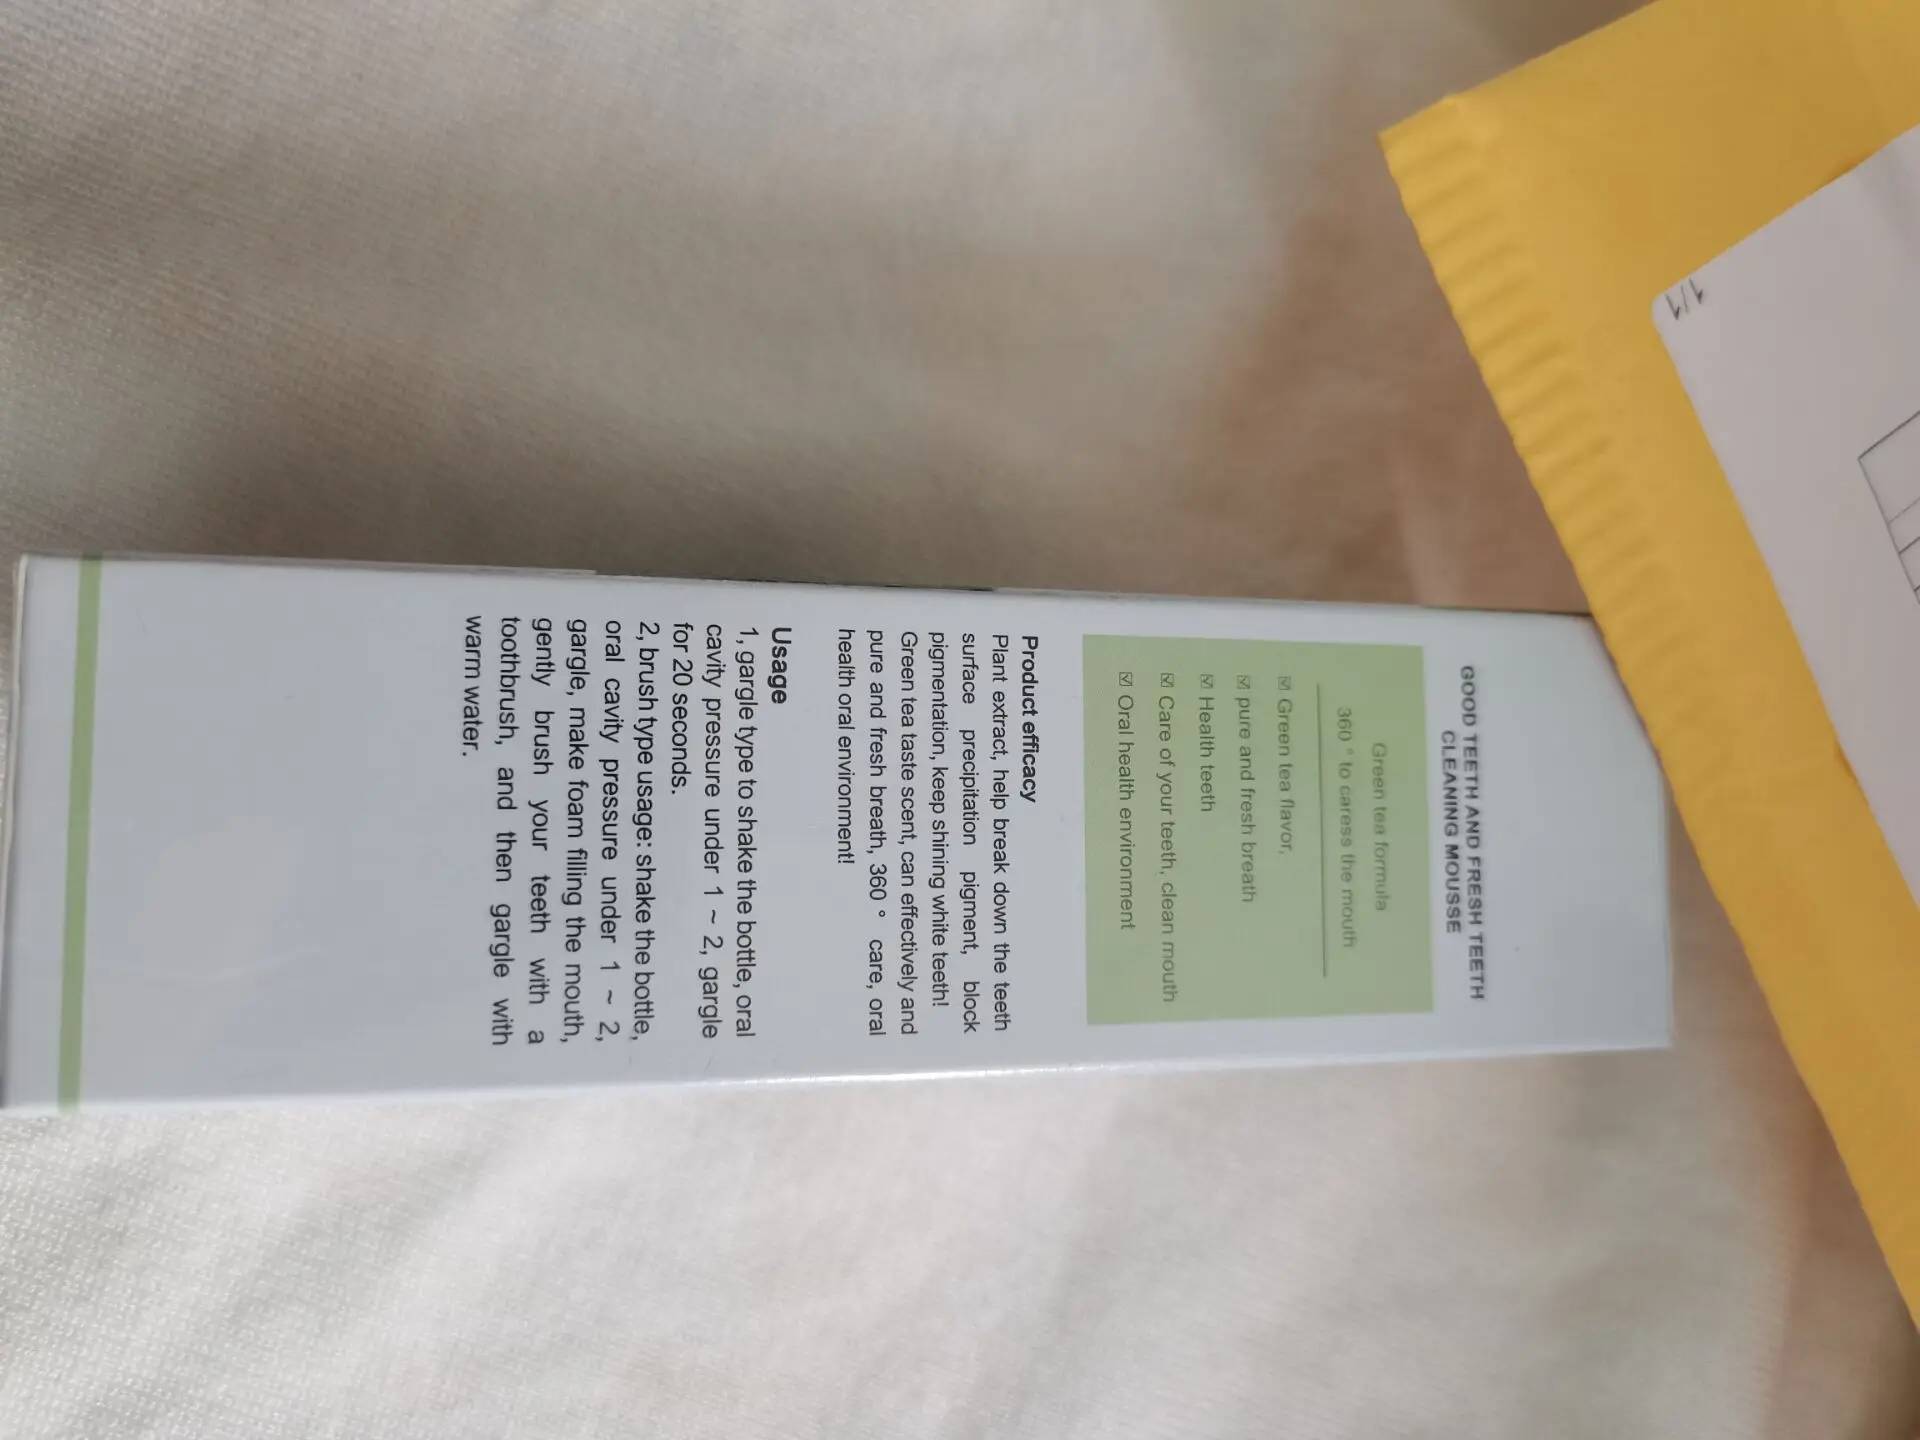 GOOD TEETH AND FRESH TEETH
CLEANING MOUSSE
Green tea formula
360 ° to caress the mouth
☑ Green tea flavor,
☑ pure and fresh breath
☑ Health teeth
☑ Care of your teeth, clean mouth
☑ Oral health environment
Product efficacy
Plant extract, help break down the teeth
surface precipitation pigment, block
pigmentation, keep shining white teeth!
Green tea taste scent, can effectively and
pure and fresh breath, 360 ° care, oral
health oral environment!
Usage
1, gargle type to shake the bottle, oral
cavity pressure under 1 ~ 2, gargle
for 20 seconds.
2, brush type usage: shake the bottle,
oral cavity pressure under 1 ~ 2,
gargle, make foam filling the mouth,
gently brush your teeth with a
toothbrush, and then gargle with
warm water.
1/1